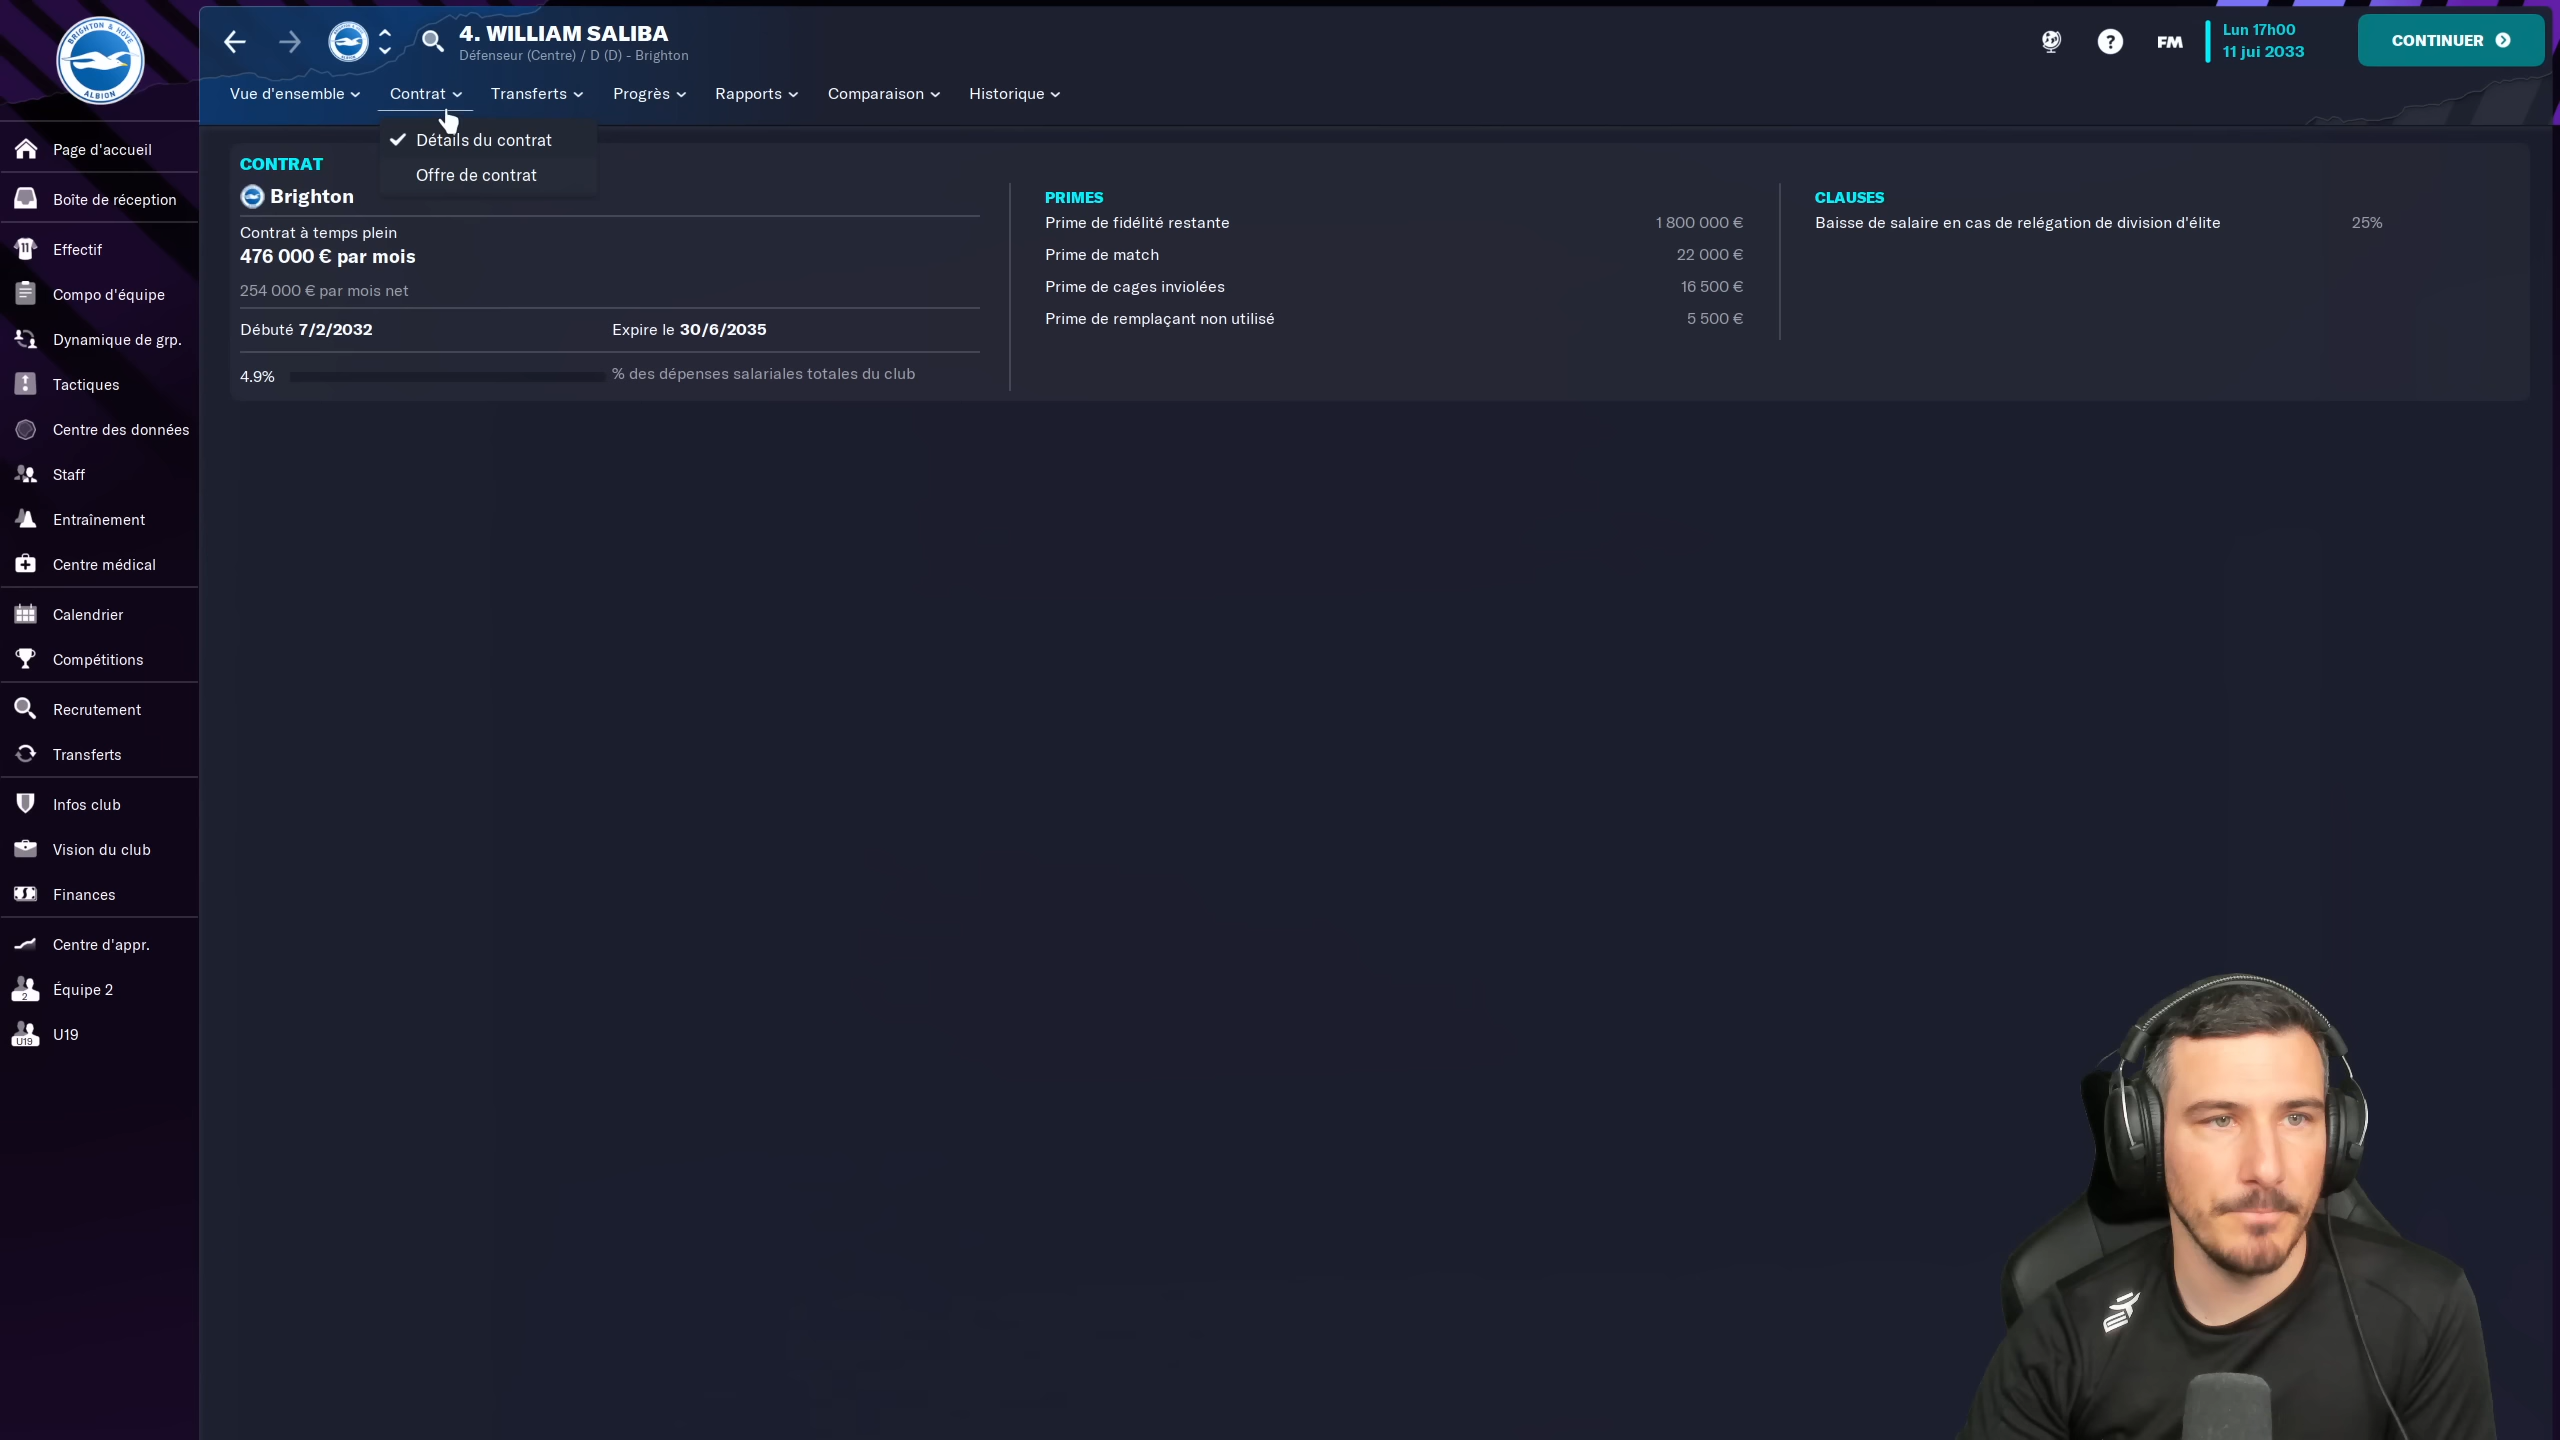 BRIGHTON & HOVE
ALBION
4. WILLIAM SALIBA
Défenseur (Centre) / D (D) - Brighton
FM
Lun 17h00
11 jui 2033
CONTINUER
Vue d'ensemble
Contrat
Transferts
Progrès
Rapports
Comparaison
Historique
Détails du contrat
Offre de contrat
Page d'accueil
Boîte de réception
Effectif
Compo d'équipe
Dynamique de grp.
Tactiques
Centre des données
Staff
Entraînement
Centre médical
Calendrier
Compétitions
Recrutement
Transferts
Infos club
Vision du club
Finances
Centre d'appr.
2
Équipe 2
U19
U19
CONTRAT
Brighton
Contrat à temps plein
476 000 € par mois
254 000 € par mois net
Débuté 7/2/2032
Expire le 30/6/2035
4.9%
% des dépenses salariales totales du club
PRIMES
Prime de fidélité restante 1 800 000 €
Prime de match 22 000 €
Prime de cages inviolées 16 500 €
Prime de remplaçant non utilisé 5 500 €
CLAUSES
Baisse de salaire en cas de relégation de division d'élite 25%